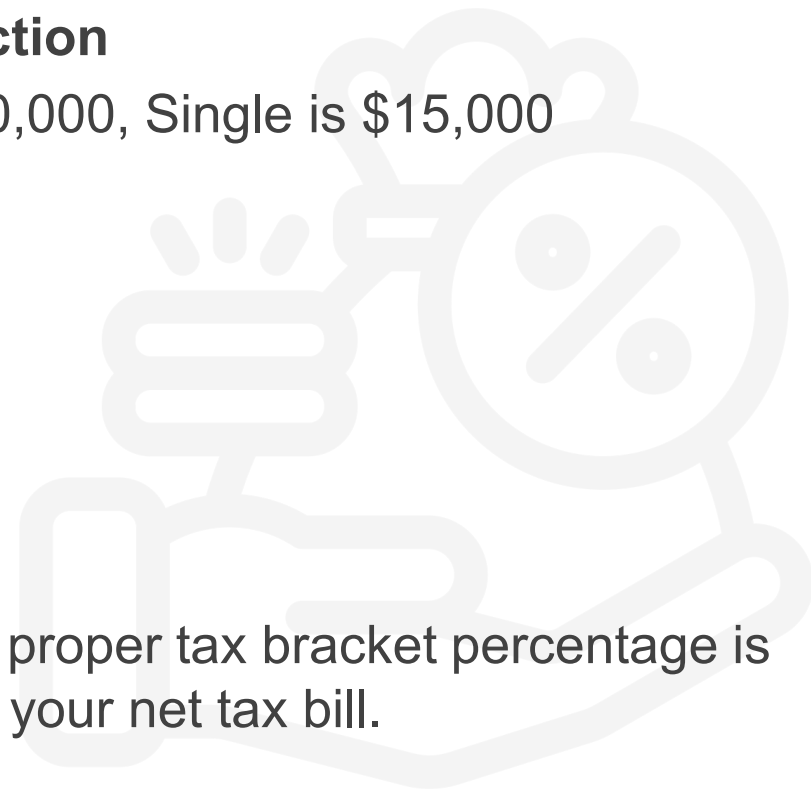 ction
0,000, Single is $15,000
proper tax bracket percentage is
your net tax bill.